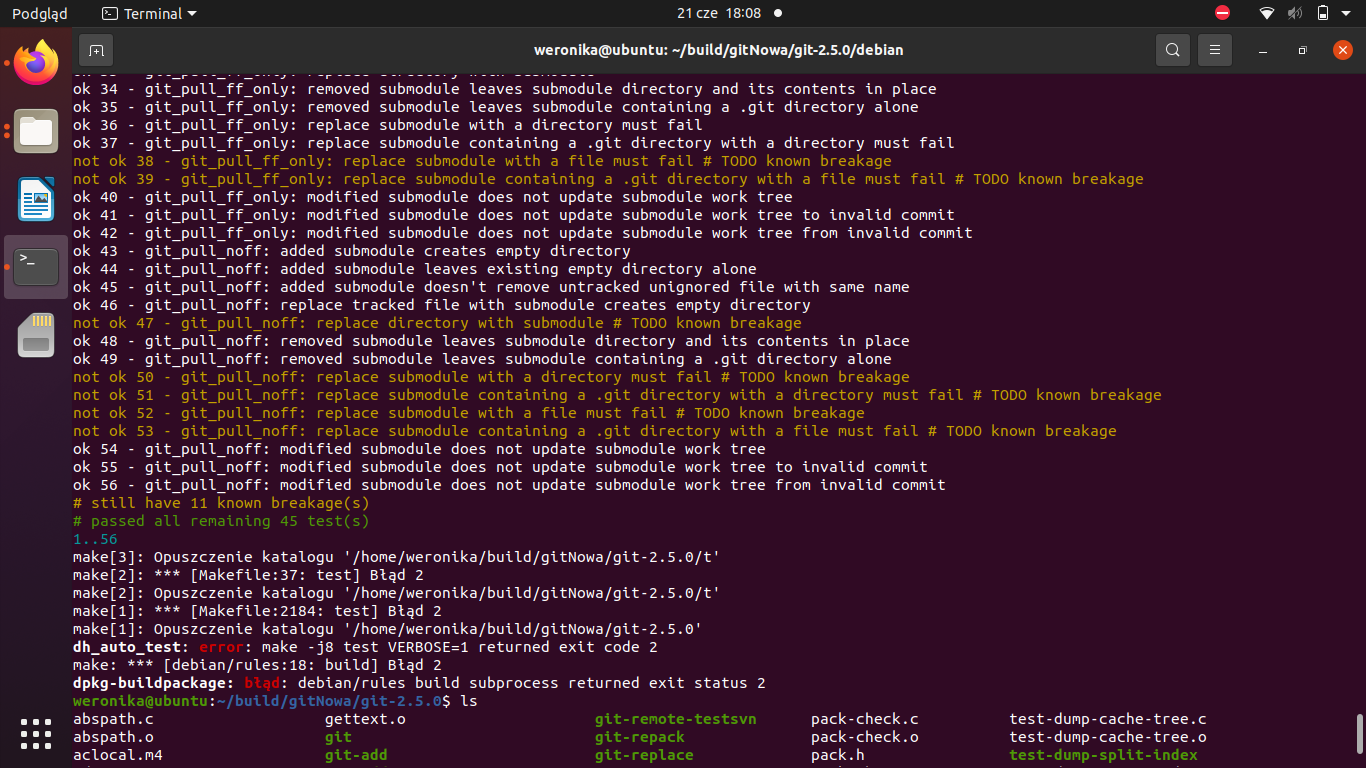 Podgląd
Terminal
21 cze 18:08
weronika@ubuntu: ~/build/gitNowa/git-2.5.0/debian
ok 34 - git_pull_ff_only: removed submodule leaves submodule directory and its contents in place
ok 35 - git_pull_ff_only: removed submodule leaves submodule containing a .git directory alone
ok 36 - git_pull_ff_only: replace submodule with a directory must fail
ok 37 - git_pull_ff_only: replace submodule containing a .git directory with a directory must fail
not ok 38 - git_pull_ff_only: replace submodule with a file must fail # TODO known breakage
not ok 39 - git_pull_ff_only: replace submodule containing a .git directory with a file must fail # TODO known breakage
ok 40 - git_pull_ff_only: modified submodule does not update submodule work tree
ok 41 - git_pull_ff_only: modified submodule does not update submodule work tree to invalid commit
ok 42 - git_pull_ff_only: modified submodule does not update submodule work tree from invalid commit
ok 43 - git_pull_noff: added submodule creates empty directory
ok 44 - git_pull_noff: added submodule leaves existing empty directory alone
ok 45 - git_pull_noff: added submodule doesn't remove untracked unignored file with same name
ok 46 - git_pull_noff: replace tracked file with submodule creates empty directory
not ok 47 - git_pull_noff: replace directory with submodule # TODO known breakage
ok 48 - git_pull_noff: removed submodule leaves submodule directory and its contents in place
ok 49 - git_pull_noff: removed submodule leaves submodule containing a .git directory alone
not ok 50 - git_pull_noff: replace submodule with a directory must fail # TODO known breakage
not ok 51 - git_pull_noff: replace submodule containing a .git directory with a directory must fail # TODO known breakage
not ok 52 - git_pull_noff: replace submodule with a file must fail # TODO known breakage
not ok 53 - git_pull_noff: replace submodule containing a .git directory with a file must fail # TODO known breakage
ok 54 - git_pull_noff: modified submodule does not update submodule work tree
ok 55 - git_pull_noff: modified submodule does not update submodule work tree to invalid commit
ok 56 - git_pull_noff: modified submodule does not update submodule work tree from invalid commit
# still have 11 known breakage(s)
# passed all remaining 45 test(s)
1..56
make[3]: Opuszczenie katalogu '/home/weronika/build/gitNowa/git-2.5.0/t'
make[2]: *** [Makefile:37: test] Błąd 2
make[2]: Opuszczenie katalogu '/home/weronika/build/gitNowa/git-2.5.0/t'
make[1]: *** [Makefile:2184: test] Błąd 2
make[1]: Opuszczenie katalogu '/home/weronika/build/gitNowa/git-2.5.0'
dh_auto_test: error: make -j8 test VERBOSE=1 returned exit code 2
make: *** [debian/rules:18: build] Błąd 2
dpkg-buildpackage: błąd: debian/rules build subprocess returned exit status 2
weronika@ubuntu:~/build/gitNowa/git-2.5.0$ ls
abspath.c gettext.o git-remote-testsvn pack-check.c test-dump-cache-tree.c
abspath.o git git-repack pack-check.o test-dump-cache-tree.o
aclocal.m4 git-add git-replace pack.h test-dump-split-index